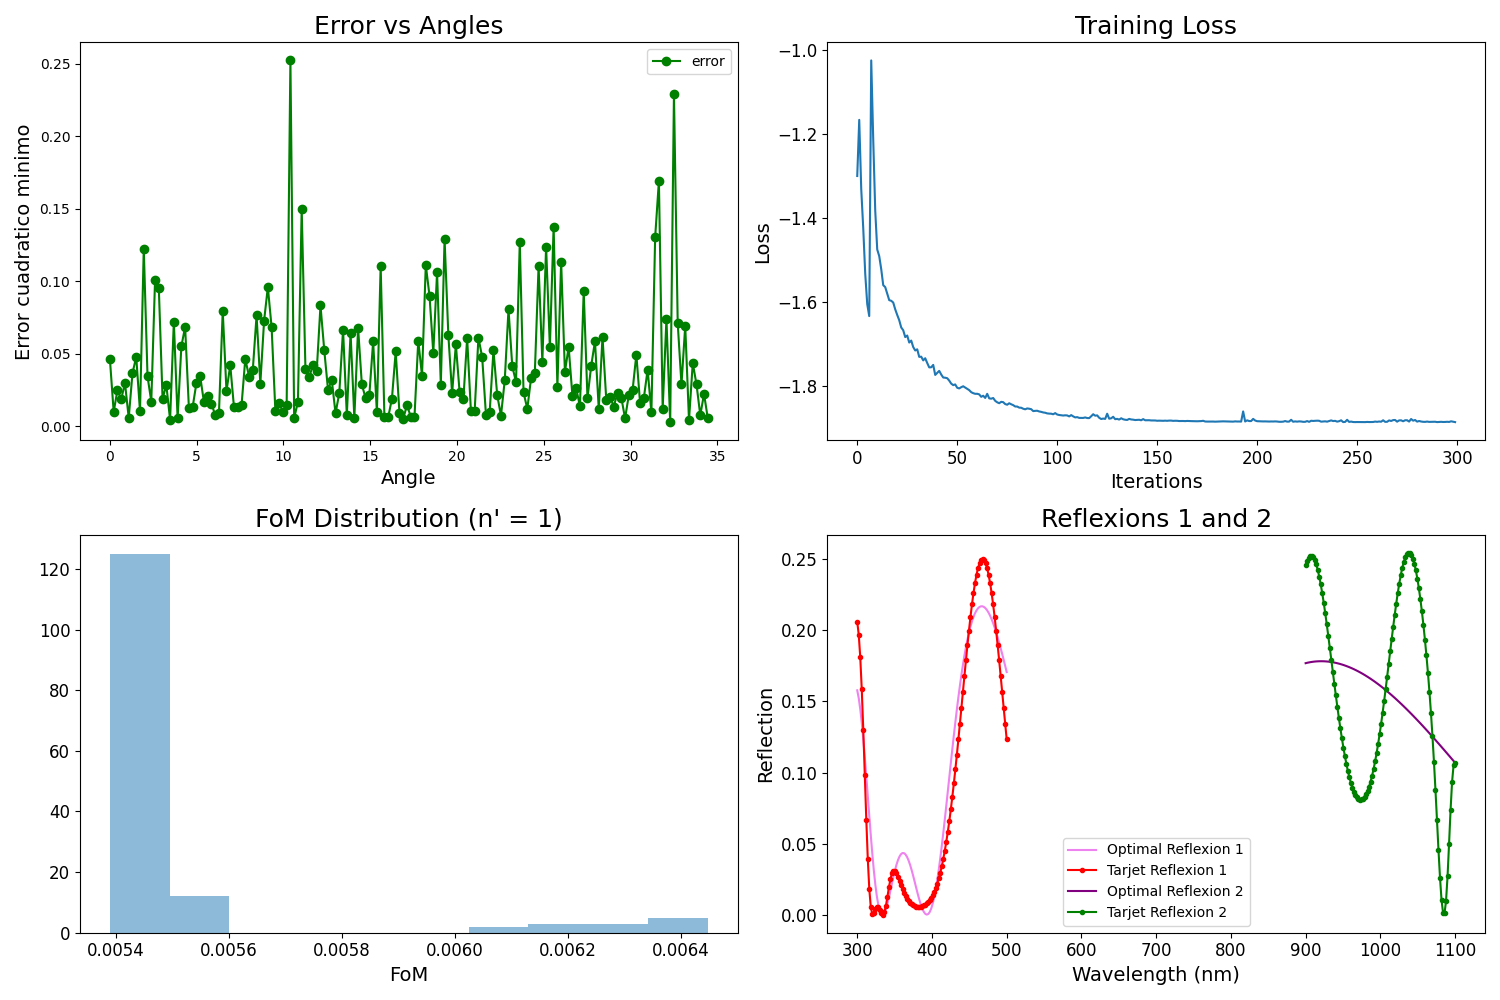 Error vs Angles
error
Error cuadratico minimo
0.25
0.20
0.15
0.10
0.05
0.00
0 5 10 15 20 25 30 35
Angle
Training Loss
Loss
−1.0
−1.2
−1.4
−1.6
−1.8
0 50 100 150 200 250 300
Iterations
FoM Distribution (n' = 1)
120
100
80
60
40
20
0
0.0054 0.0056 0.0058 0.0060 0.0062 0.0064
FoM
Reflexions 1 and 2
Reflection
0.25
0.20
0.15
0.10
0.05
0.00
Optimal Reflexion 1
Tarjet Reflexion 1
Optimal Reflexion 2
Tarjet Reflexion 2
300 400 500 600 700 800 900 1000 1100
Wavelength (nm)